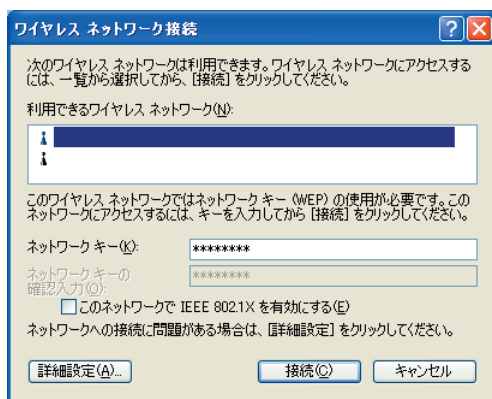 ワイヤレス ネットワーク接続
次のワイヤレス ネットワークは利用できます。ワイヤレス ネットワークにアクセスする
には、一覧から選択してから、[接続] をクリックしてください。
利用できるワイヤレス ネットワーク(N):
このワイヤレス ネットワークではネットワーク キー (WEP) の使用が必要です。この
ネットワークにアクセスするには、キーを入力してから [接続] をクリックしてください。
ネットワーク キー(K): ********
ネットワーク キーの
確認入力(O): ********
このネットワークで IEEE 802.1X を有効にする(E)
ネットワークへの接続に問題がある場合は、[詳細設定] をクリックしてください。
詳細設定(A)... 接続(C) キャンセル